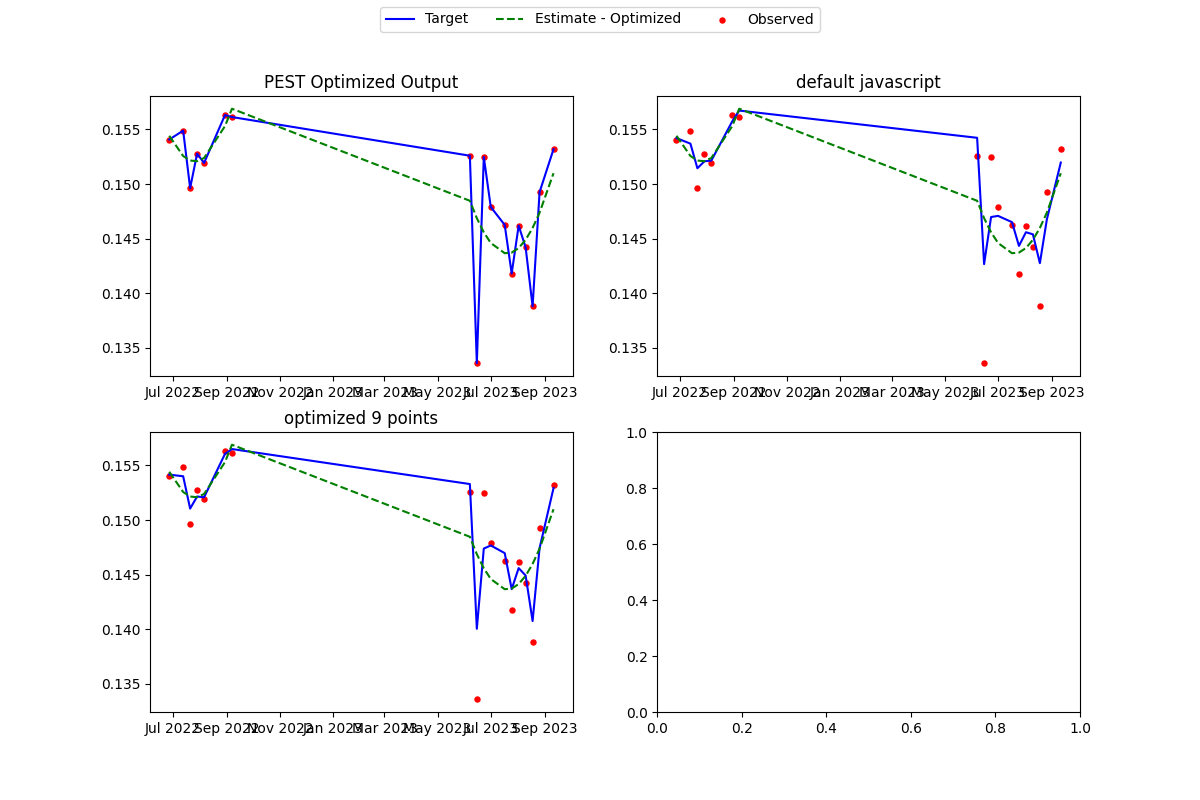 Target Estimate - Optimized Observed
PEST Optimized Output
0.155
0.150
0.145
0.140
0.135
Jul 2022 Sep 2022 Nov 2022 Jan 2023 Mar 2023 May 2023 Jul 2023 Sep 2023
default javascript
0.155
0.150
0.145
0.140
0.135
Jul 2022 Sep 2022 Nov 2022 Jan 2023 Mar 2023 May 2023 Jul 2023 Sep 2023
optimized 9 points
0.155
0.150
0.145
0.140
0.135
Jul 2022 Sep 2022 Nov 2022 Jan 2023 Mar 2023 May 2023 Jul 2023 Sep 2023
1.0
0.8
0.6
0.4
0.2
0.0
0.0 0.2 0.4 0.6 0.8 1.0